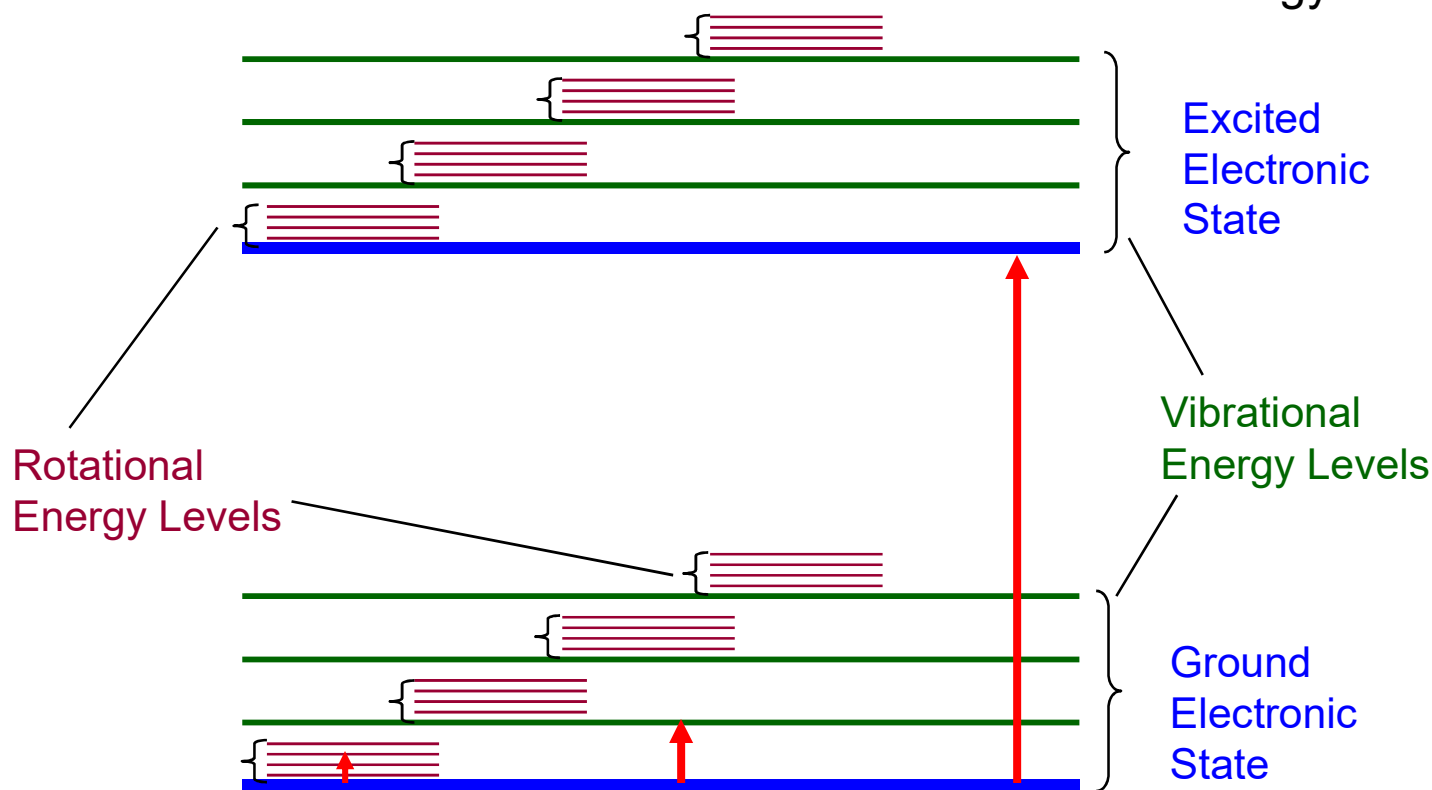 Excited
Electronic
State
Vibrational
Energy Levels
Rotational
Energy Levels
Ground
Electronic
State